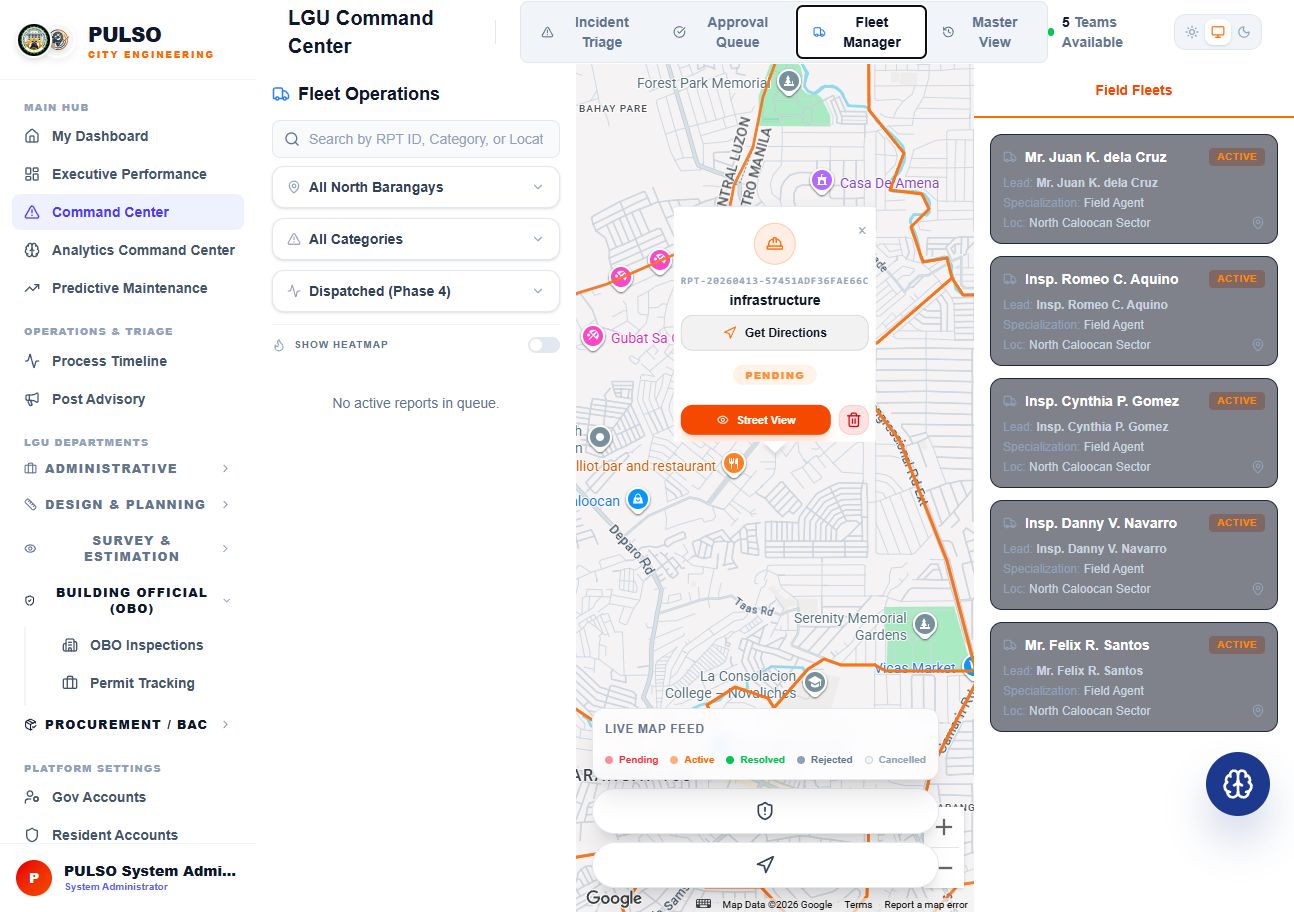 PULSO
CITY ENGINEERING
MAIN HUB
My Dashboard
Executive Performance
Command Center
Analytics Command Center
Predictive Maintenance
OPERATIONS & TRIAGE
Process Timeline
Post Advisory
LGU DEPARTMENTS
ADMINISTRATIVE
DESIGN & PLANNING
SURVEY &
ESTIMATION
BUILDING OFFICIAL
(OBO)
OBO Inspections
Permit Tracking
PROCUREMENT / BAC
PLATFORM SETTINGS
Gov Accounts
Resident Accounts
P
PULSO System Admi...
System Administrator
LGU Command
Center
Incident
Triage
Approval
Queue
Fleet
Manager
Master
View
5 Teams
Available
Fleet Operations
Search by RPT ID, Category, or Locat
All North Barangays
All Categories
Dispatched (Phase 4)
SHOW HEATMAP
No active reports in queue.
Forest Park Memorial
BAHAY PARE
NTRAL LUZON
TRO MANILA
Casa De Amena
RPT-20260413-57451ADF36FAE66C
infrastructure
Get Directions
PENDING
Street View
Gubat Sa
lliot bar and restaurant
aloocan
Deparo Rd
Taas Rd
Serenity Memorial
Gardens
Vicas Market
La Consolacion
College – Novaliches
LIVE MAP FEED
Pending
Active
Resolved
Rejected
Cancelled
Google
Map Data ©2026 Google
Terms
Report a map error
Field Fleets
Mr. Juan K. dela Cruz
ACTIVE
Lead: Mr. Juan K. dela Cruz
Specialization: Field Agent
Loc: North Caloocan Sector
Insp. Romeo C. Aquino
ACTIVE
Lead: Insp. Romeo C. Aquino
Specialization: Field Agent
Loc: North Caloocan Sector
Insp. Cynthia P. Gomez
ACTIVE
Lead: Insp. Cynthia P. Gomez
Specialization: Field Agent
Loc: North Caloocan Sector
Insp. Danny V. Navarro
ACTIVE
Lead: Insp. Danny V. Navarro
Specialization: Field Agent
Loc: North Caloocan Sector
Mr. Felix R. Santos
ACTIVE
Lead: Mr. Felix R. Santos
Specialization: Field Agent
Loc: North Caloocan Sector